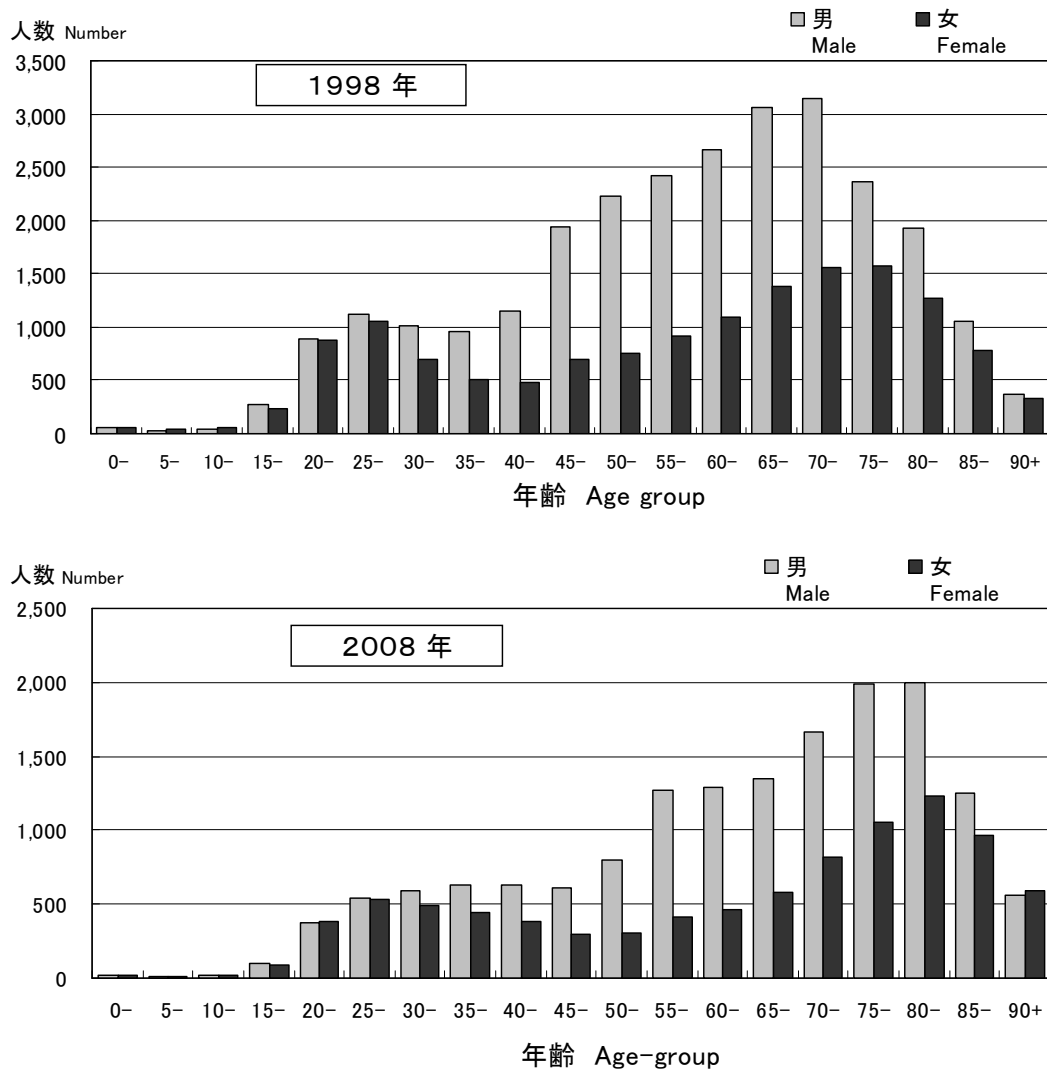 人数 Number
男 女
Male Female
1998 年
3,500
3,000
2,500
2,000
1,500
1,000
500
0
0- 5- 10- 15- 20- 25- 30- 35- 40- 45- 50- 55- 60- 65- 70- 75- 80- 85- 90+
年齢 Age group
人数 Number
男 女
Male Female
2008 年
2,500
2,000
1,500
1,000
500
0
0- 5- 10- 15- 20- 25- 30- 35- 40- 45- 50- 55- 60- 65- 70- 75- 80- 85- 90+
年齢 Age-group